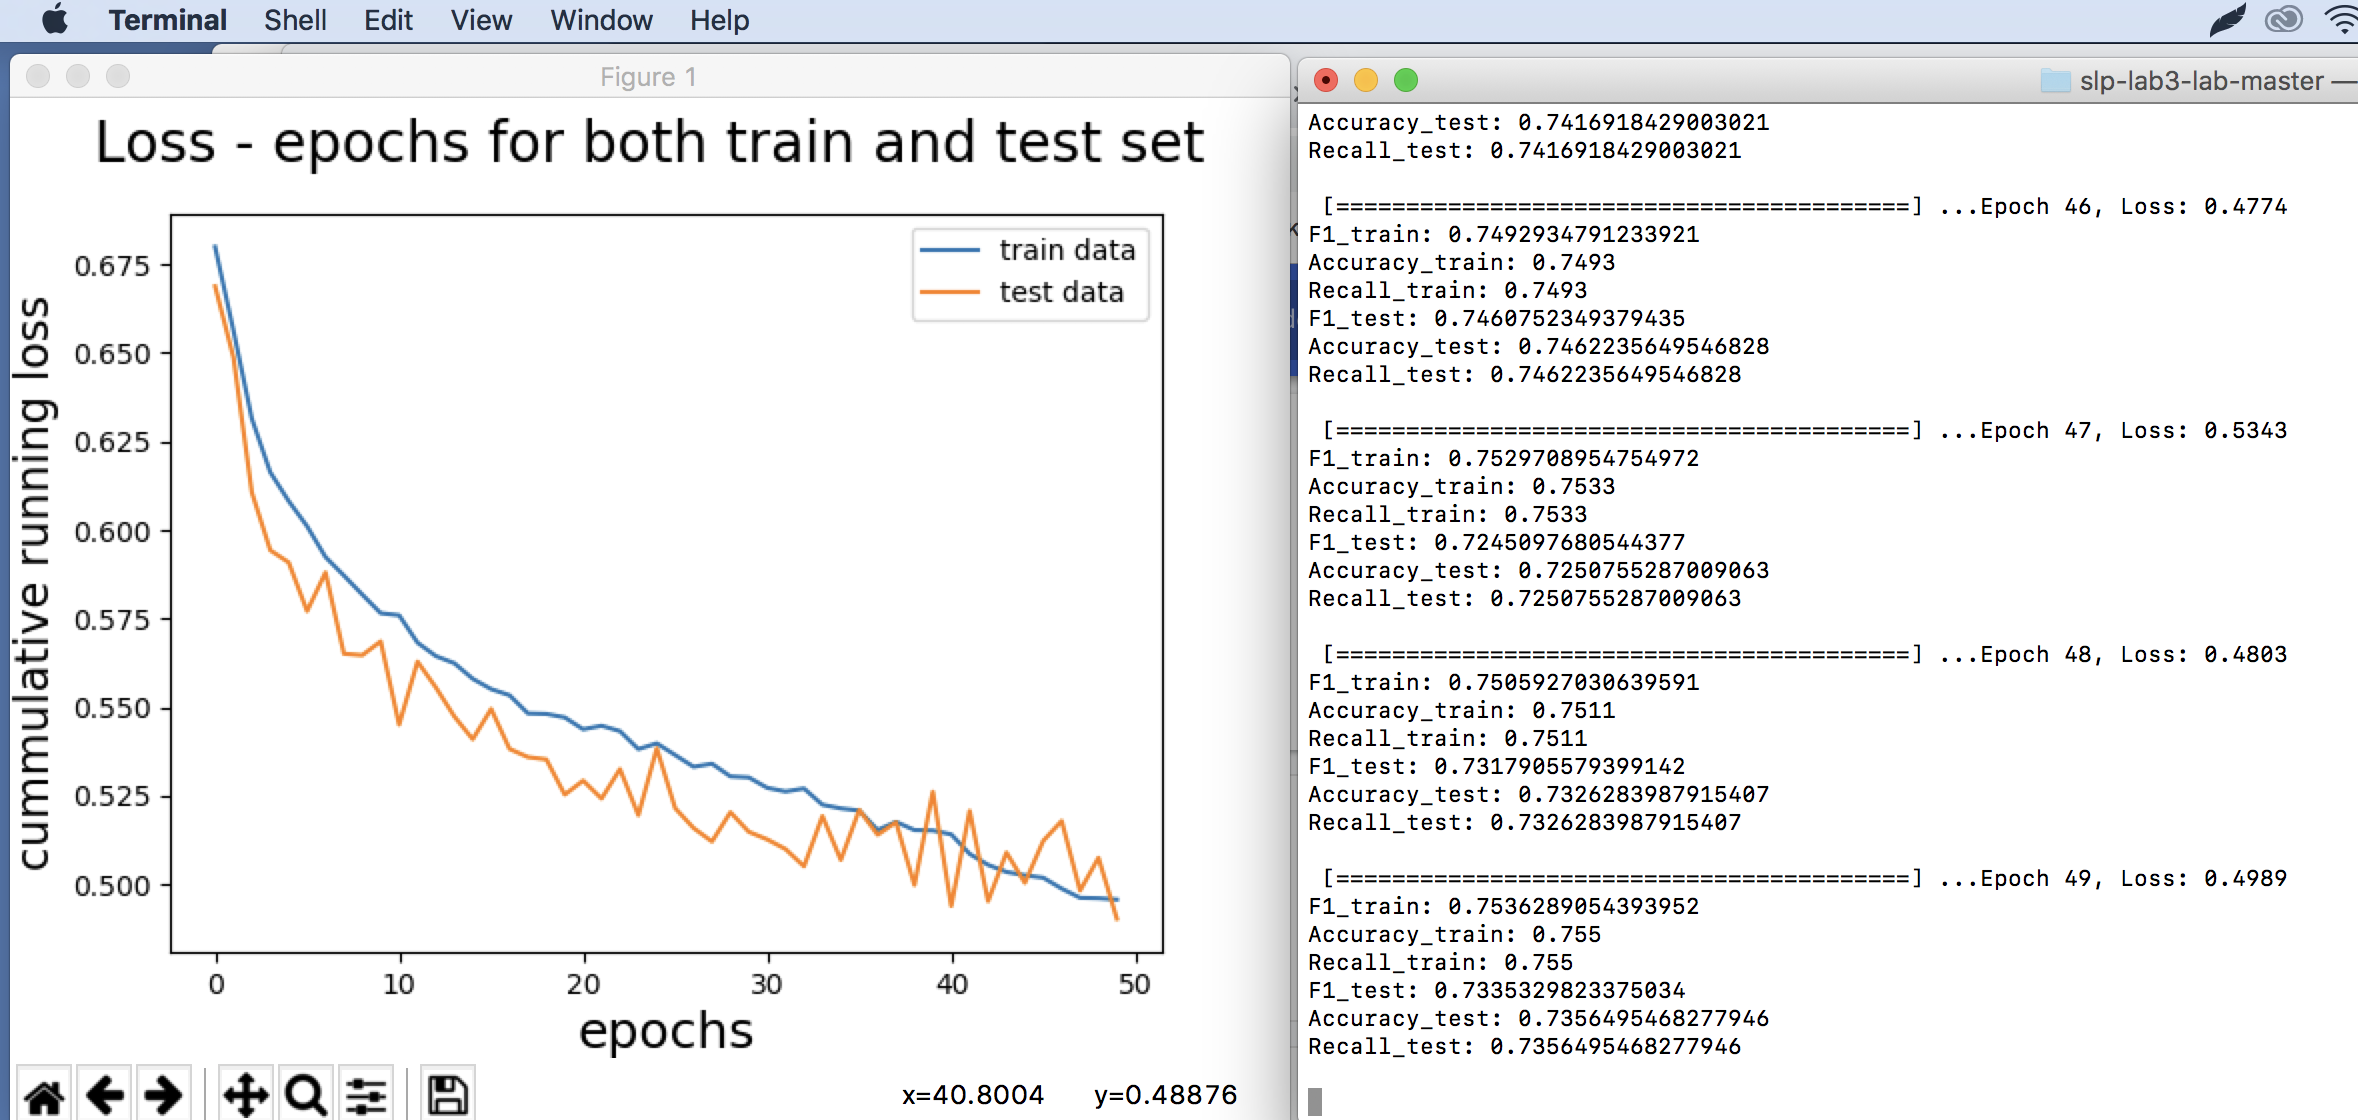 Terminal Shell Edit View Window Help
Figure 1
Loss - epochs for both train and test set
train data
test data
cummulative running loss
0.675
0.650
0.625
0.600
0.575
0.550
0.525
0.500
0 10 20 30 40 50
epochs
x=40.8004 y=0.48876
slp-lab3-lab-master —
Accuracy_test: 0.7416918429003021
Recall_test: 0.7416918429003021
[=========================================] ...Epoch 46, Loss: 0.4774
F1_train: 0.7492934791233921
Accuracy_train: 0.7493
Recall_train: 0.7493
F1_test: 0.7460752349379435
Accuracy_test: 0.7462235649546828
Recall_test: 0.7462235649546828
[=========================================] ...Epoch 47, Loss: 0.5343
F1_train: 0.7529708954754972
Accuracy_train: 0.7533
Recall_train: 0.7533
F1_test: 0.7245097680544377
Accuracy_test: 0.7250755287009063
Recall_test: 0.7250755287009063
[=========================================] ...Epoch 48, Loss: 0.4803
F1_train: 0.7505927030639591
Accuracy_train: 0.7511
Recall_train: 0.7511
F1_test: 0.7317905579399142
Accuracy_test: 0.7326283987915407
Recall_test: 0.7326283987915407
[=========================================] ...Epoch 49, Loss: 0.4989
F1_train: 0.7536289054393952
Accuracy_train: 0.755
Recall_train: 0.755
F1_test: 0.7335329823375034
Accuracy_test: 0.7356495468277946
Recall_test: 0.7356495468277946